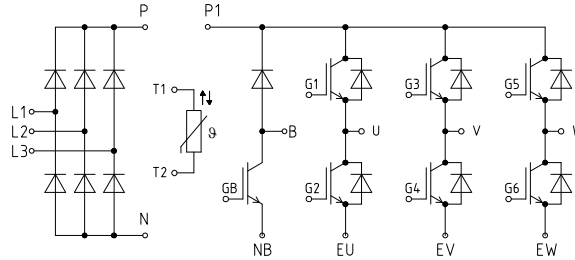 P P1
T1 G1 G3 G5
L1
L2 ϑ B U V
L3
T2
GB G2 G4 G6
N
NB EU EV EW